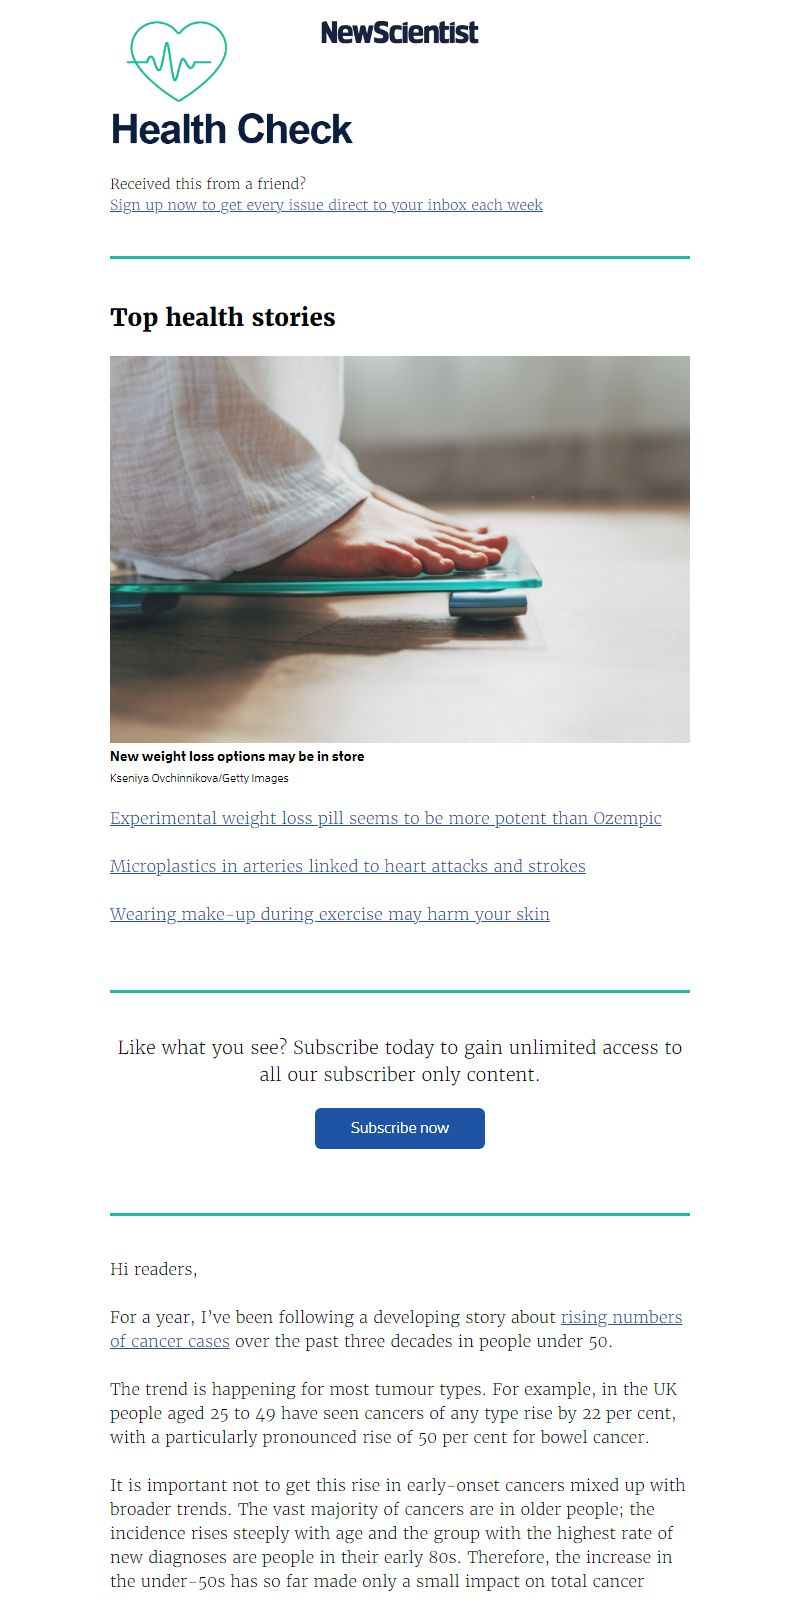 NewScientist
Health Check
Received this from a friend?
Sign up now to get every issue direct to your inbox each week
Top health stories
New weight loss options may be in store
Kseniya Ovchinnikova/Getty Images
Experimental weight loss pill seems to be more potent than Ozempic
Microplastics in arteries linked to heart attacks and strokes
Wearing make-up during exercise may harm your skin
Like what you see? Subscribe today to gain unlimited access to
all our subscriber only content.
Subscribe now
Hi readers,
For a year, I’ve been following a developing story about rising numbers
of cancer cases over the past three decades in people under 50.
The trend is happening for most tumour types. For example, in the UK
people aged 25 to 49 have seen cancers of any type rise by 22 per cent,
with a particularly pronounced rise of 50 per cent for bowel cancer.
It is important not to get this rise in early-onset cancers mixed up with
broader trends. The vast majority of cancers are in older people; the
incidence rises steeply with age and the group with the highest rate of
new diagnoses are people in their early 80s. Therefore, the increase in
the under-50s has so far made only a small impact on total cancer